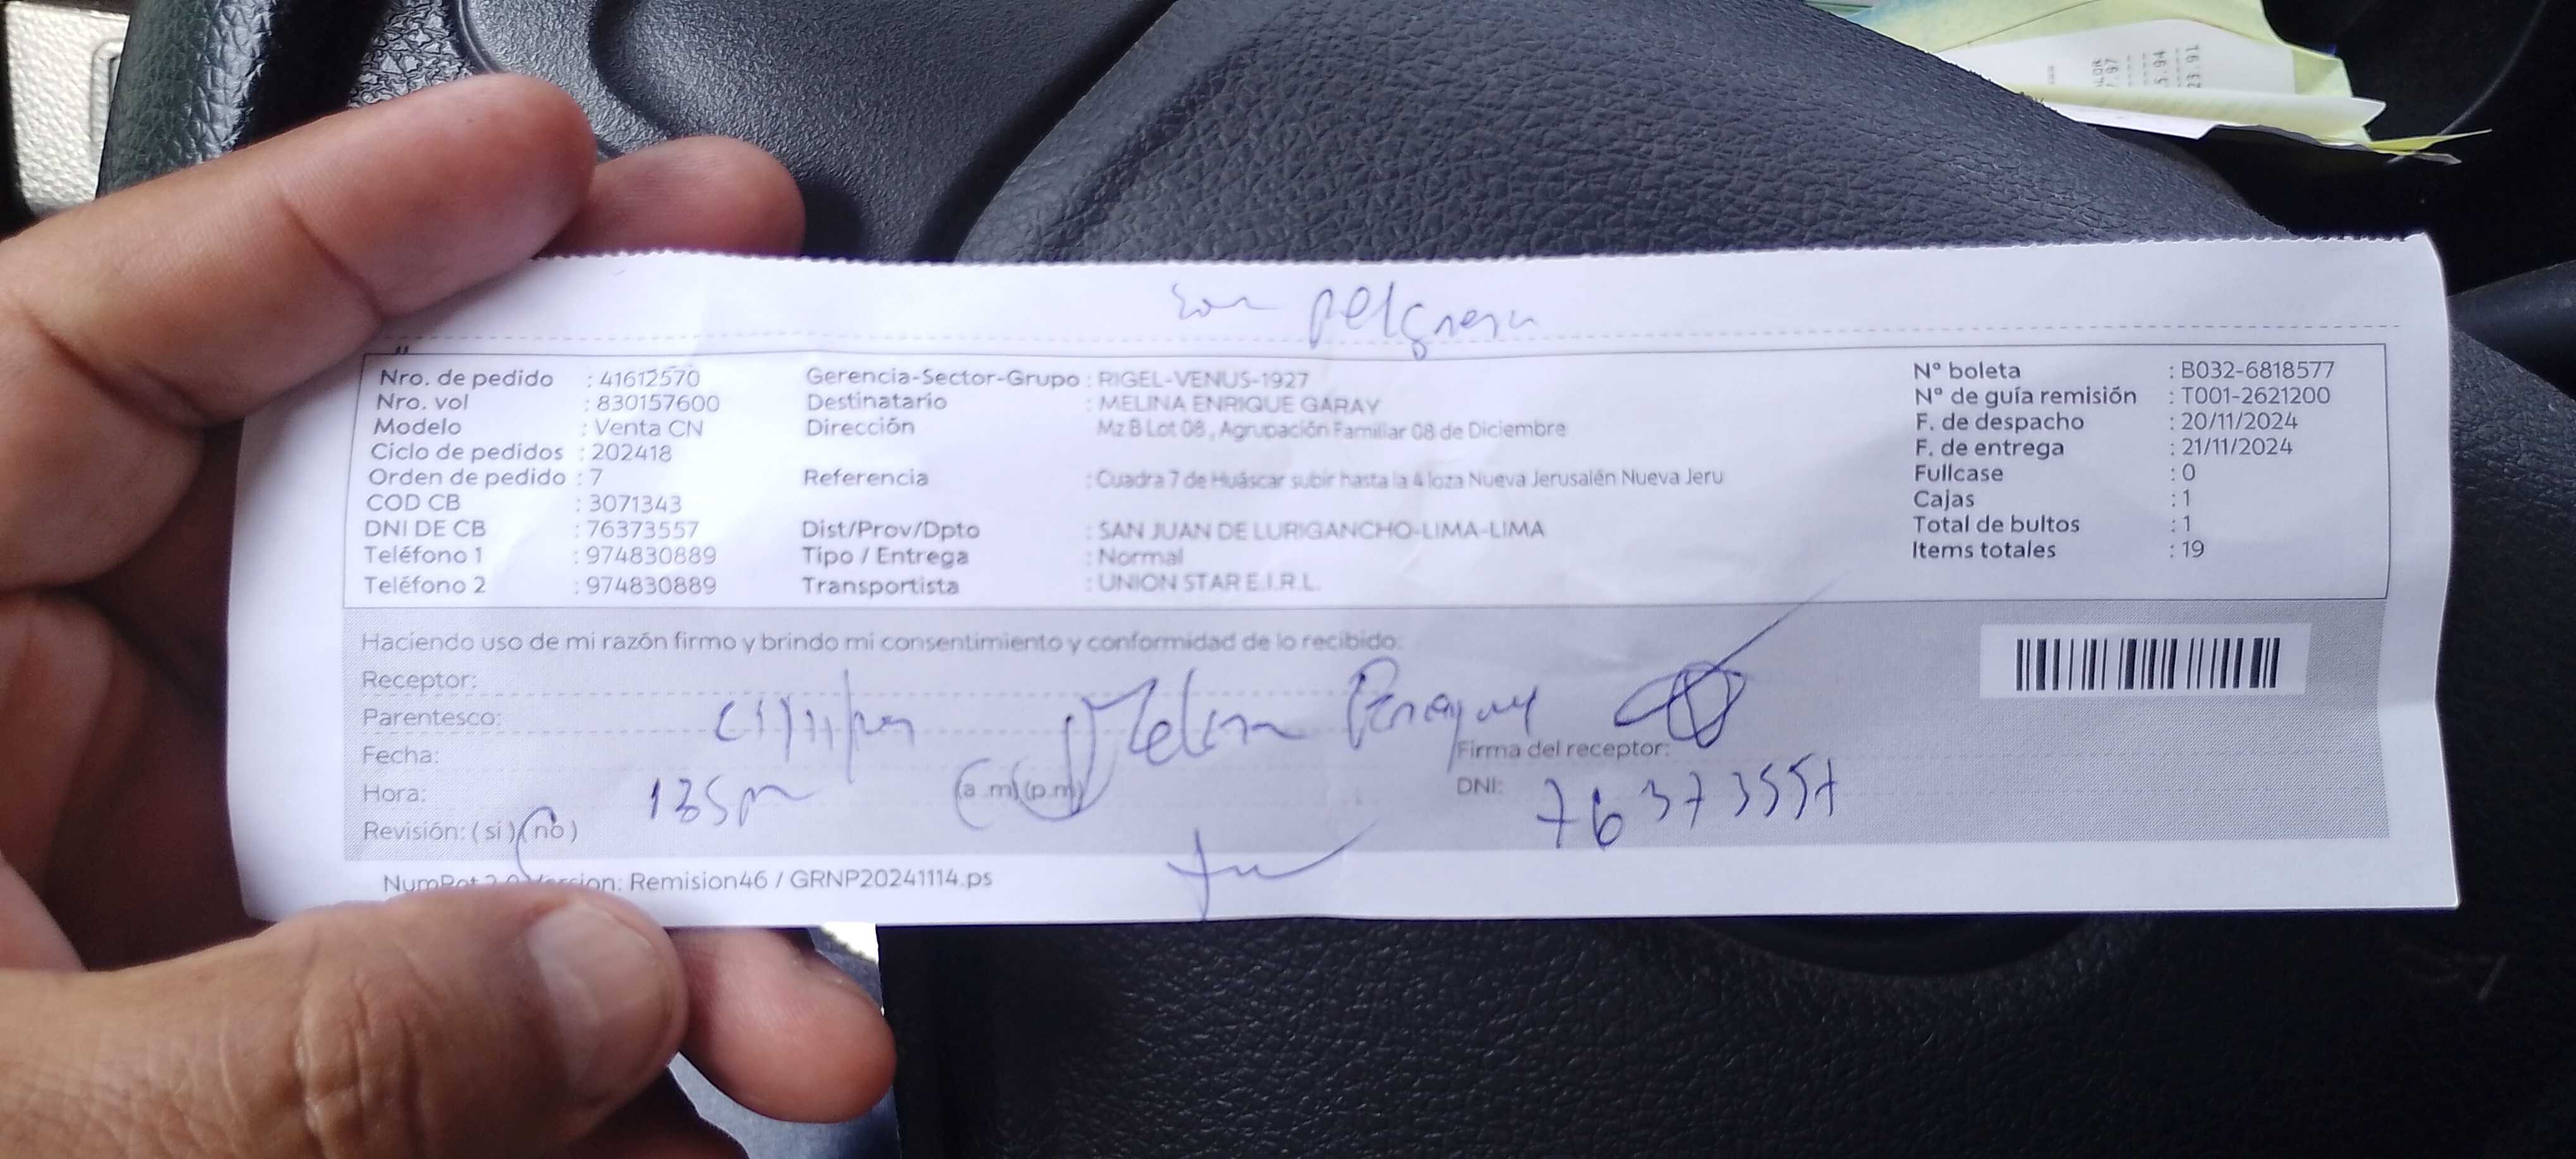 Nro. de pedido : 41612570
Nro. vol : 830157600
Modelo : Venta CN
Ciclo de pedidos : 202418
Orden de pedido : 7
COD CB : 3071343
DNI DE CB : 76373557
Teléfono 1 : 974830889
Teléfono 2 : 974830889
Gerencia-Sector-Grupo : RIGEL-VENUS-1927
Destinatario : MELINA ENRIQUE GARAY
Dirección Mz B Lot 08 , Agrupación Familiar 08 de Diciembre
Referencia : Cuadra 7 de Huáscar subir hasta la 4 loza Nueva Jerusalén Nueva Jeru
Dist/Prov/Dpto : SAN JUAN DE LURIGANCHO-LIMA-LIMA
Tipo / Entrega : Normal
Transportista : UNION STAR E.I.R.L.
N° boleta : B032-6818577
N° de guía remisión : T001-2621200
F. de despacho : 20/11/2024
F. de entrega : 21/11/2024
Fullcase : 0
Cajas : 1
Total de bultos : 1
Items totales : 19
Haciendo uso de mi razón firmo y brindo mi consentimiento y conformidad de lo recibido:
Receptor:
Parentesco:
Fecha:
Firma del receptor:
Hora: (a .m) (p.m)
DNI: 76373557
Revisión: ( si ) ( no )
Remision46 / GRNP20241114.ps
5.94
23.91